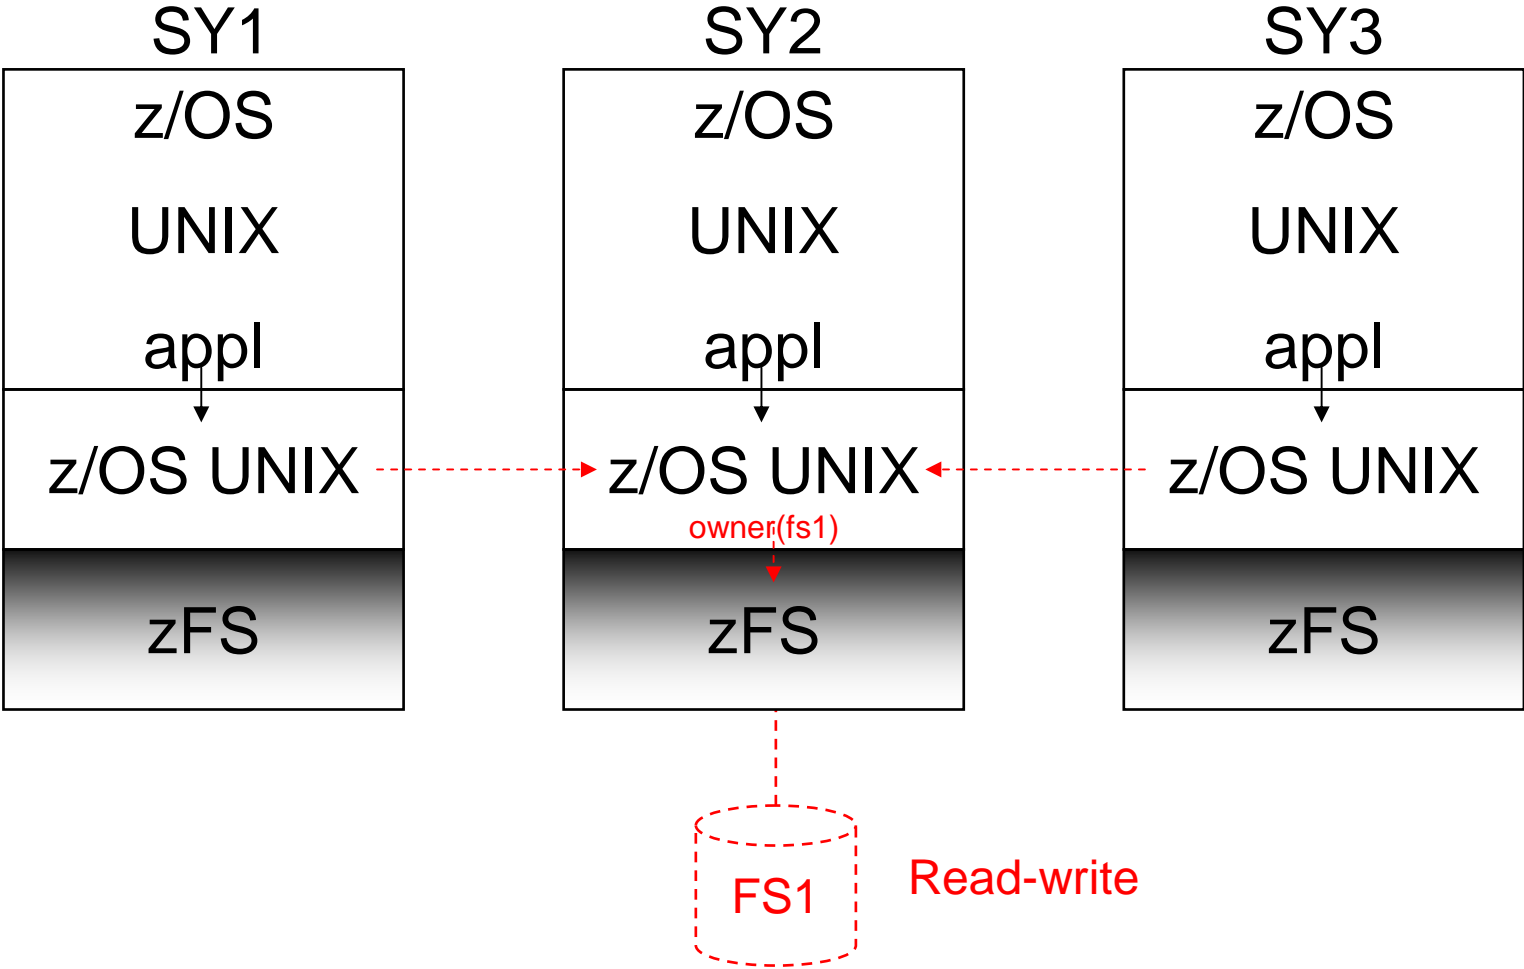 SY1
z/OS
UNIX
appl
z/OS UNIX
zFS
SY2
z/OS
UNIX
appl
z/OS UNIX
owner(fs1)
zFS
SY3
z/OS
UNIX
appl
z/OS UNIX
zFS
FS1
Read-write